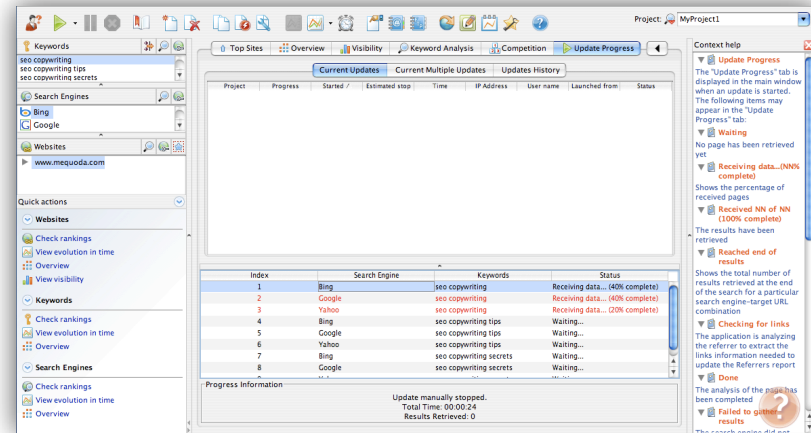 Project: MyProject1
Keywords
seo copywriting
seo copywriting tips
seo copywriting secrets
Search Engines
Bing
Google
Websites
www.mequoda.com
Quick actions
Websites
Check rankings
View evolution in time
Overview
View visibility
Keywords
Check rankings
View evolution in time
Overview
Search Engines
Check rankings
View evolution in time
Overview
Top Sites Overview Visibility Keyword Analysis Competition Update Progress
Current Updates Current Multiple Updates Updates History
Project Progress Started / Estimated stop Time IP Address User name Launched from Status
Index Search Engine Keywords Status
1 Bing seo copywriting Receiving data... (40% complete)
2 Google seo copywriting Receiving data... (40% complete)
3 Yahoo seo copywriting Receiving data... (20% complete)
4 Bing seo copywriting tips Waiting...
5 Google seo copywriting tips Waiting...
6 Yahoo seo copywriting tips Waiting...
7 Bing seo copywriting secrets Waiting...
8 Google seo copywriting secrets Waiting...
Progress Information
Update manually stopped.
Total Time: 00:00:24
Results Retrieved: 0
Context help
Update Progress
The "Update Progress" tab is
displayed in the main window
when an update is started.
The following items may
appear in the "Update
Progress" tab:
Waiting
No page has been retrieved
yet
Receiving data...(NN%
complete)
Shows the percentage of
received pages
Received NN of NN
(100% complete)
The results have been
retrieved
Reached end of
results
Shows the total number of
results retrieved at the end
of the search for a particular
search engine-target URL
combination
Checking for links
The application is analyzing
the referrer to extract the
links information needed to
update the Referrers report
Done
The analysis of the page has
been completed
Failed to gather
results
The search engine did not